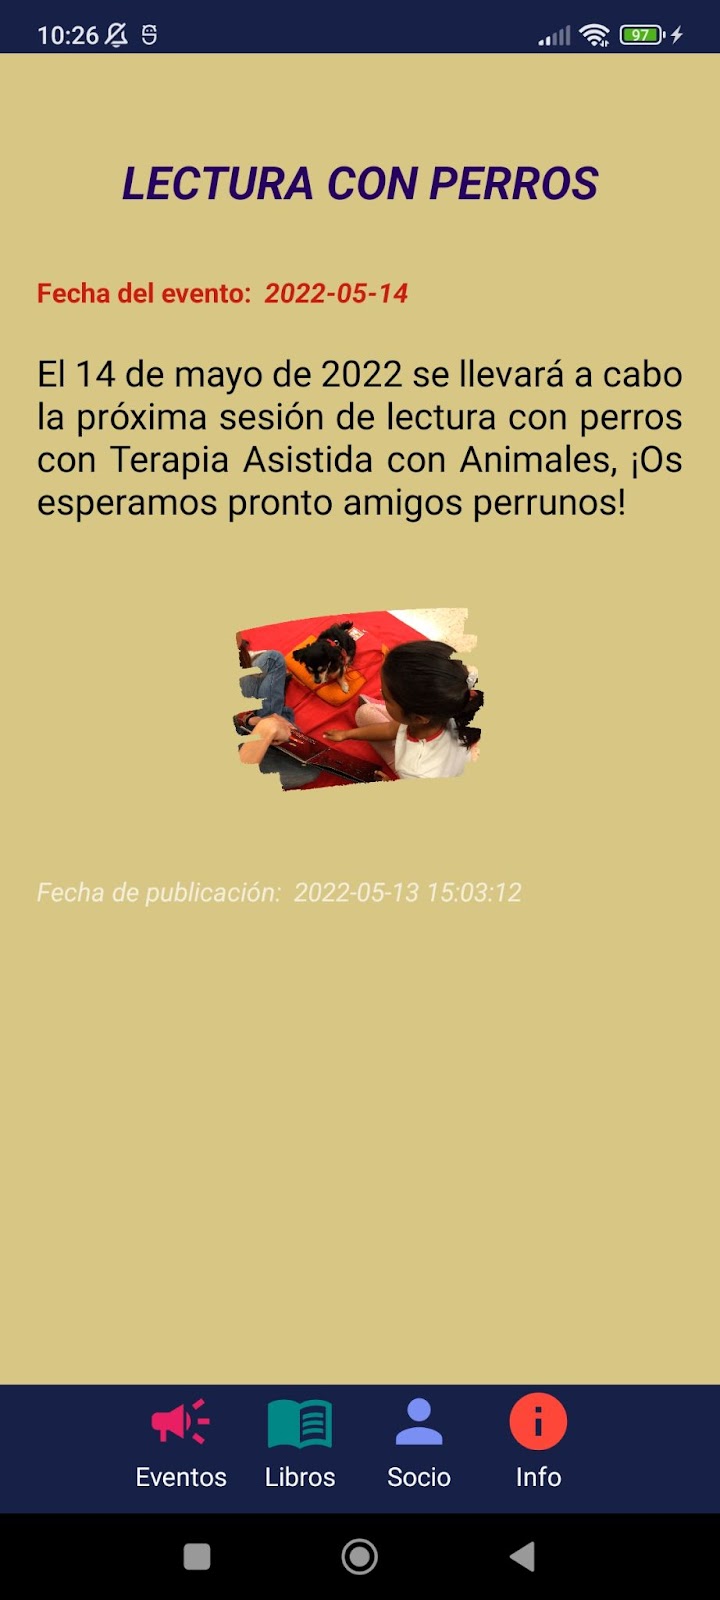 10:26
97
LECTURA CON PERROS
Fecha del evento: 2022-05-14
El 14 de mayo de 2022 se llevará a cabo
la próxima sesión de lectura con perros
con Terapia Asistida con Animales, ¡Os
esperamos pronto amigos perrunos!
Fecha de publicación: 2022-05-13 15:03:12
Eventos Libros Socio Info